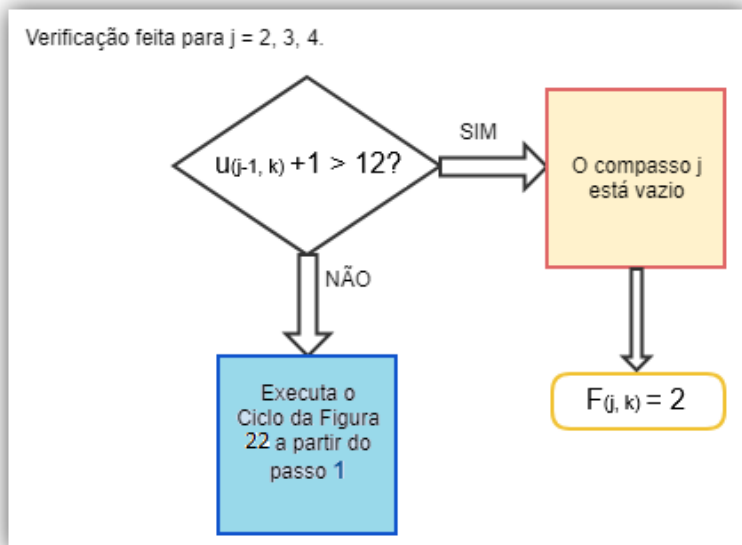 Verificação feita para j = 2, 3, 4.
u(j-1, k) +1 > 12?
SIM
O compasso j
está vazio
NÃO
Executa o
Ciclo da Figura
22 a partir do
passo 1
F(j, k) = 2